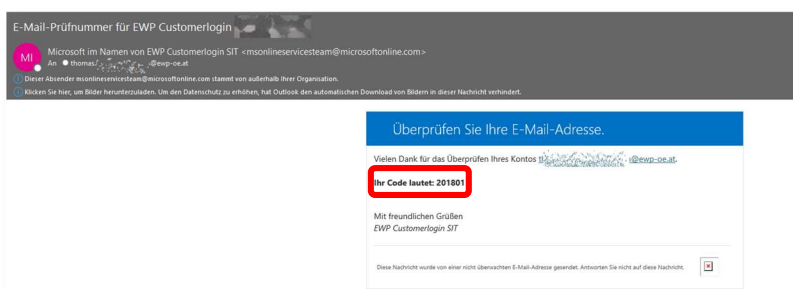 E-Mail-Prüfnummer für EWP Customerlogin
MI
Microsoft im Namen von EWP Customerlogin SIT <msonlineservicesteam@microsoftonline.com>
An thomas. @ewp-oe.at
Dieser Absender msonlineservicesteam@microsoftonline.com stammt von außerhalb Ihrer Organisation.
Klicken Sie hier, um Bilder herunterzuladen. Um den Datenschutz zu erhöhen, hat Outlook den automatischen Download von Bildern in dieser Nachricht verhindert.
Überprüfen Sie Ihre E-Mail-Adresse.
Vielen Dank für das Überprüfen Ihres Kontos @ewp-oe.at.
Ihr Code lautet: 201801
Mit freundlichen Grüßen
EWP Customerlogin SIT
Diese Nachricht wurde von einer nicht überwachten E-Mail-Adresse gesendet. Antworten Sie nicht auf diese Nachricht.